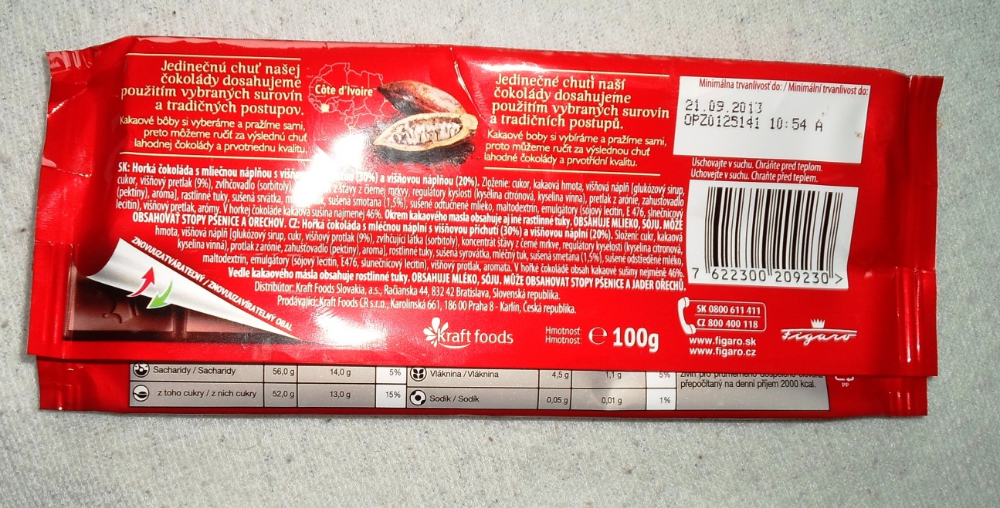 Jedinečnú chuť našej
čokolády dosahujeme
použitím vybraných surovín
a tradičných postupov.
Kakaové bôby si vyberáme a pražíme sami,
preto môžeme ručiť za výslednú chuť
lahodnej čokolády a prvotriednu kvalitu.
Côte d'Ivoire
Jedinečné chuti naší
čokolády dosahujeme
použitím vybraných surovin
a tradičních postupů.
Kakaové boby si vybíráme a pražíme sami,
proto můžeme ručit za výslednou chuť
lahodné čokolády a prvotřídní kvalitu.
Minimálna trvanlivosť do: / Minimální trvanlivost do:
21.09.2013
OPZ0125141 10:54 A
Uschovajte v suchu. Chráňte pred teplom.
Uchovejte v suchu. Chraňte před teplem.
SK: Horká čokoláda s mliečnou náplňou s (30%) a višňovou náplňou (20%). Zloženie: cukor, kakaová hmota, višňová náplň [glukózový sirup,
cukor, višňový pretlak (9%), zvlhčovadlo (sorbitoly), z šťavy z čiernej mrkvy, regulátory kyslosti (kyselina citrónová, kyselina vinná), pretlak z arónie, zahusťovadlo
(pektíny), aróma], rastlinné tuky, sušená srvátka, sušená smotana (1,5%), sušené odtučnené mlieko, maltodextrín, emulgátory (sójový lecitín, E 476, slnečnicový
lecitín), višňový pretlak, arómy. V horkej čokoláde kakaová sušina najmenej 46%. Okrem kakaového masla obsahuje aj iné rastlinné tuky. OBSAHUJE MLIEKO, SÓJU. MÔŽE
OBSAHOVAŤ STOPY PŠENICE A ORECHOV. CZ: Hořká čokoláda s mléčnou náplní s višňovou příchutí (30%) a višňovou náplní (20%). Složení: cukr, kakaová
hmota, višňová náplň [glukózový sirup, cukr, višňový protlak (9%), zvlhčující látka (sorbitoly), koncentrát šťávy z černé mrkve, regulátory kyselosti (kyselina citronová,
kyselina vinná), protlak z arónie, zahušťovadlo (pektiny), aroma], rostlinné tuky, sušená syrovátka, mléčný tuk, sušená smetana (1,5%), sušené odstředěné mléko,
maltodextrin, emulgátory (sójový lecitin, E476, slunečnicový lecitin), višňový protlak, aromata. V hořké čokoládě obsah kakaové sušiny nejméně 46%.
Vedle kakaového másla obsahuje rostlinné tuky. OBSAHUJE MLÉKO, SÓJU. MŮŽE OBSAHOVAT STOPY PŠENICE A JADER OŘECHŮ.
Distribútor: Kraft Foods Slovakia, a.s., Račianska 44, 832 42 Bratislava, Slovenská republika.
Prodávající: Kraft Foods CR s.r.o., Karolinská 661, 186 00 Praha 8 - Karlín, Česká republika.
7 622300 209230 >
ZNOVUUZATVÁRATEĽNÝ / ZNOVUUZAVÍRATELNÝ OBAL
kraft foods
Hmotnosť:
Hmotnost:
e 100g
SK 0800 611 411
CZ 800 400 118
www.figaro.sk
www.figaro.cz
Figaro
Sacharidy / Sacharidy 56,0 g 14,0 g 5% Vláknina / Vláknina 4,5 g 1,1 g 5%
přepočítaný na denní příjem 2000 kcal.
z toho cukry / z nich cukry 52,0 g 13,0 g 15% Sodík / Sodík 0,05 g 0,01 g 1%
PP